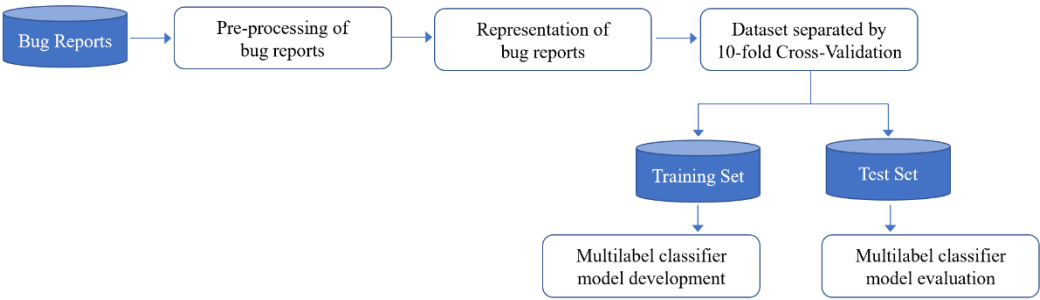 Bug Reports
Pre-processing of
bug reports
Representation of
bug reports
Dataset separated by
10-fold Cross-Validation
Training Set
Test Set
Multilabel classifier
model development
Multilabel classifier
model evaluation